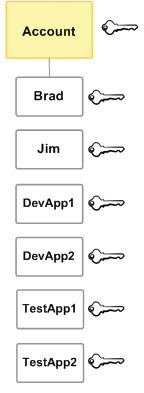 Account
Brad
Jim
DevApp1
DevApp2
TestApp1
TestApp2